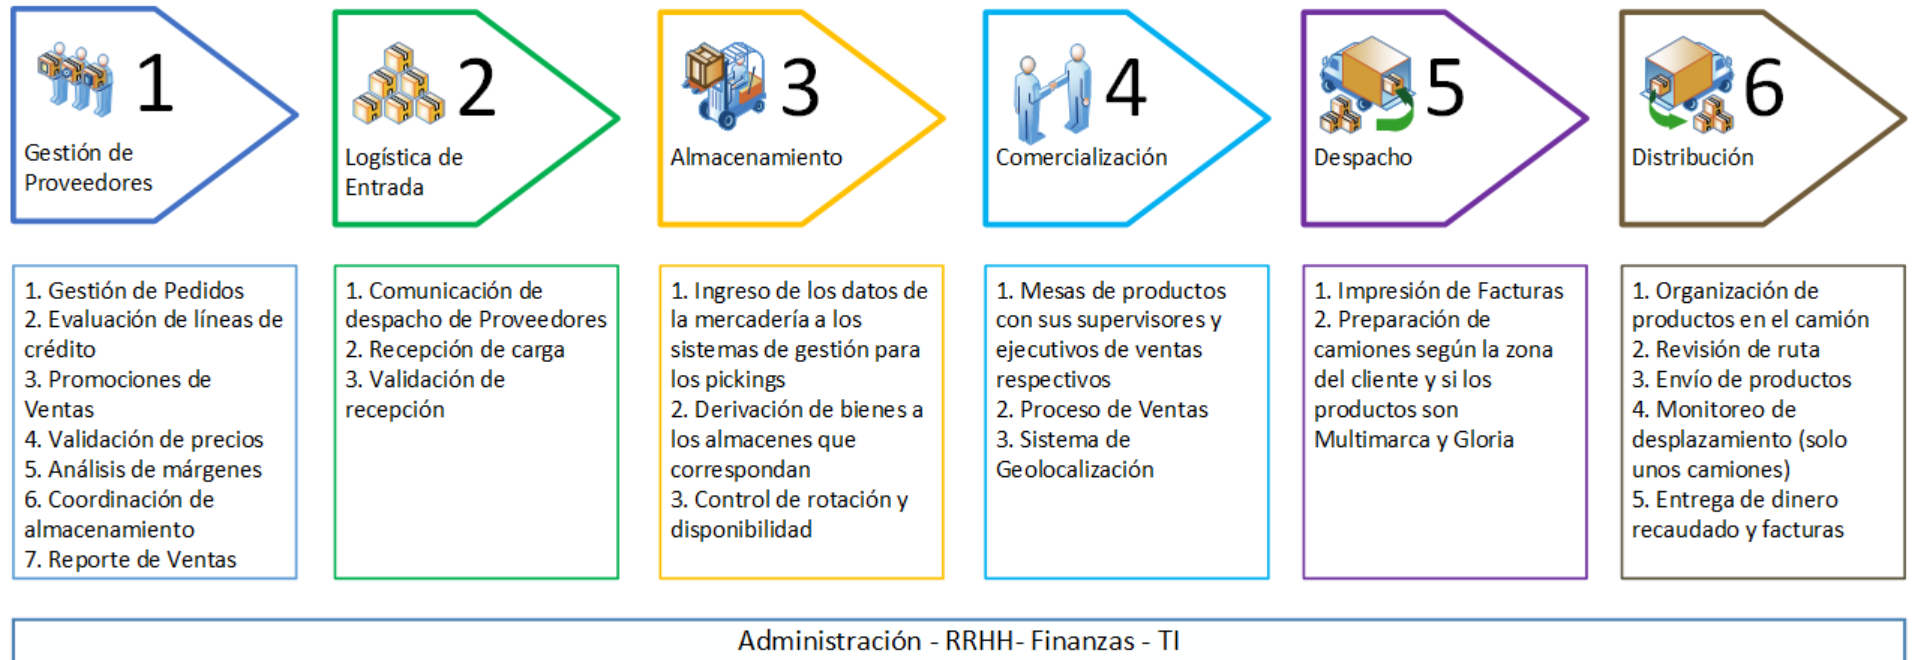 1
Gestión de
Proveedores
2
Logística de
Entrada
3
Almacenamiento
4
Comercialización
5
Despacho
6
Distribución
1. Gestión de Pedidos
2. Evaluación de líneas de
crédito
3. Promociones de
Ventas
4. Validación de precios
5. Análisis de márgenes
6. Coordinación de
almacenamiento
7. Reporte de Ventas
1. Comunicación de
despacho de Proveedores
2. Recepción de carga
3. Validación de
recepción
1. Ingreso de los datos de
la mercadería a los
sistemas de gestión para
los pickings
2. Derivación de bienes a
los almacenes que
correspondan
3. Control de rotación y
disponibilidad
1. Mesas de productos
con sus supervisores y
ejecutivos de ventas
respectivos
2. Proceso de Ventas
3. Sistema de
Geolocalización
1. Impresión de Facturas
2. Preparación de
camiones según la zona
del cliente y si los
productos son
Multimarca y Gloria
1. Organización de
productos en el camión
2. Revisión de ruta
3. Envío de productos
4. Monitoreo de
desplazamiento (solo
unos camiones)
5. Entrega de dinero
recaudado y facturas
Administración - RRHH- Finanzas - TI